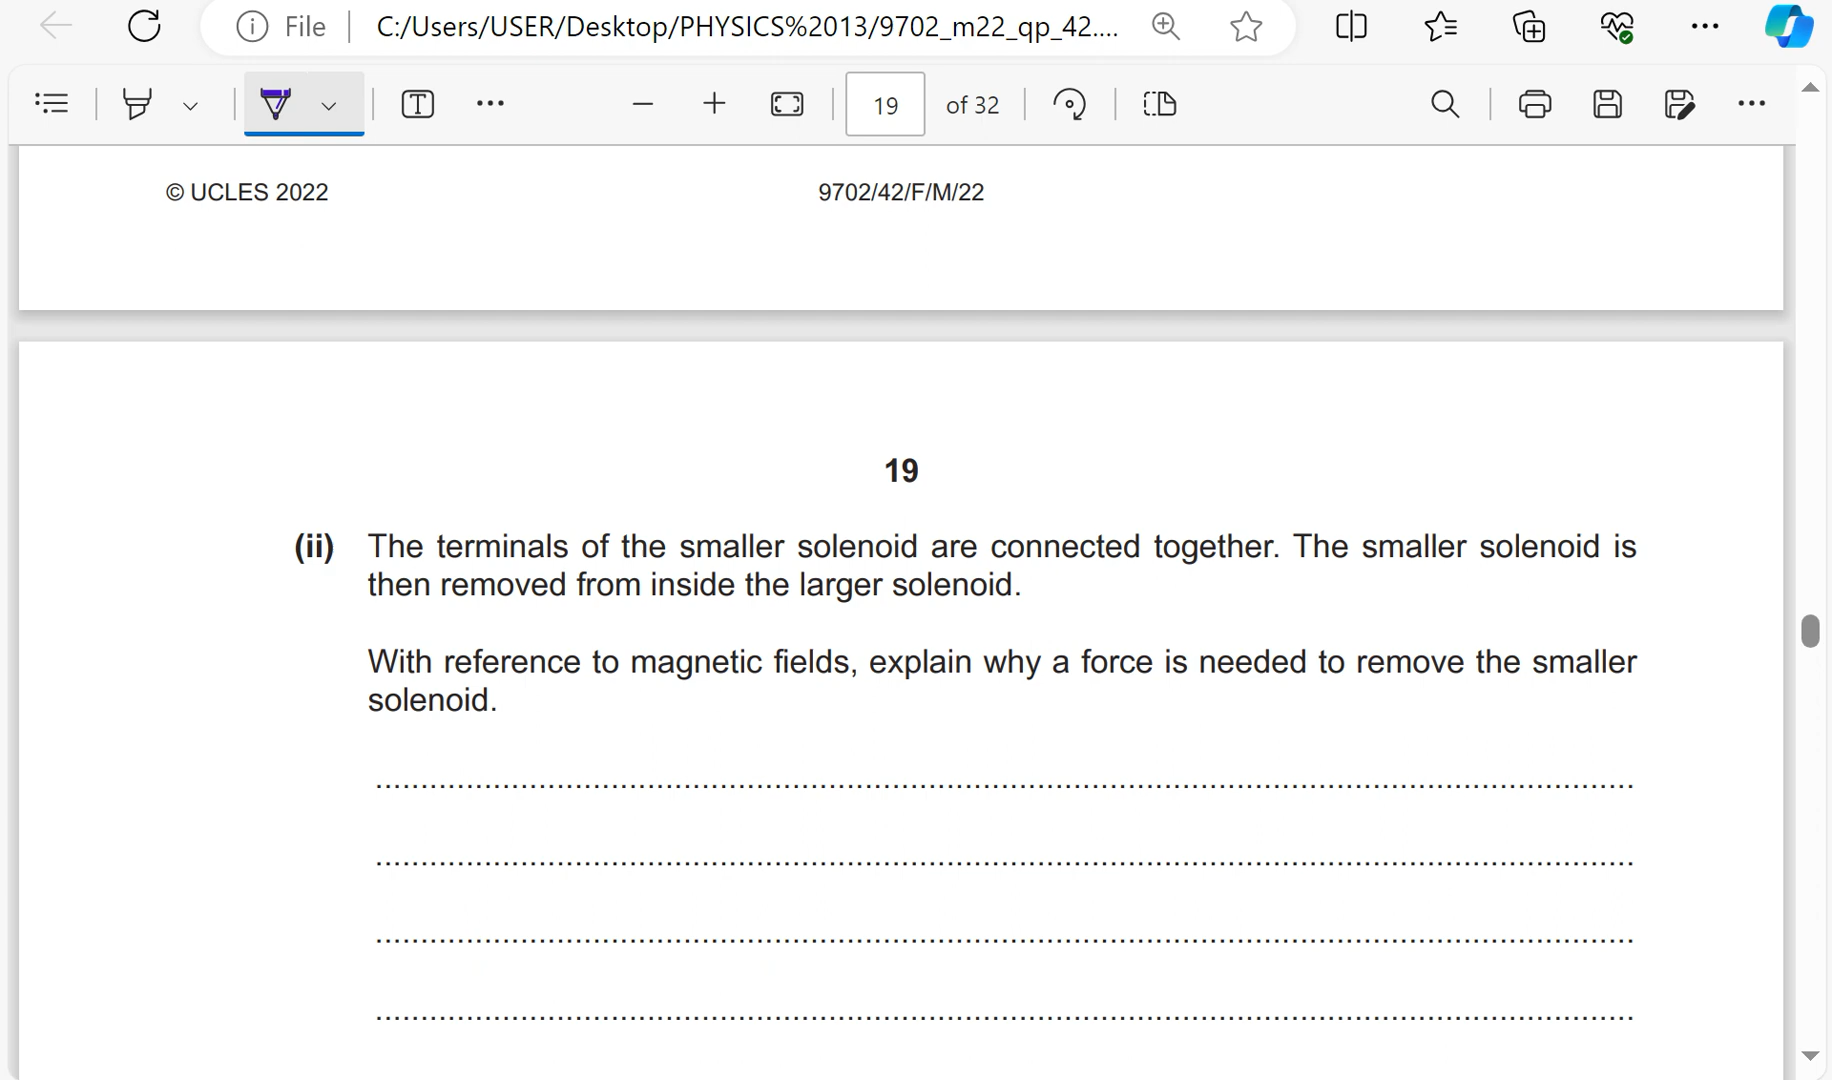 File
C:/Users/USER/Desktop/PHYSICS%2013/9702_m22_qp_42....
19 of 32
© UCLES 2022
9702/42/F/M/22
19
(ii) The terminals of the smaller solenoid are connected together. The smaller solenoid is
then removed from inside the larger solenoid.
With reference to magnetic fields, explain why a force is needed to remove the smaller
solenoid.